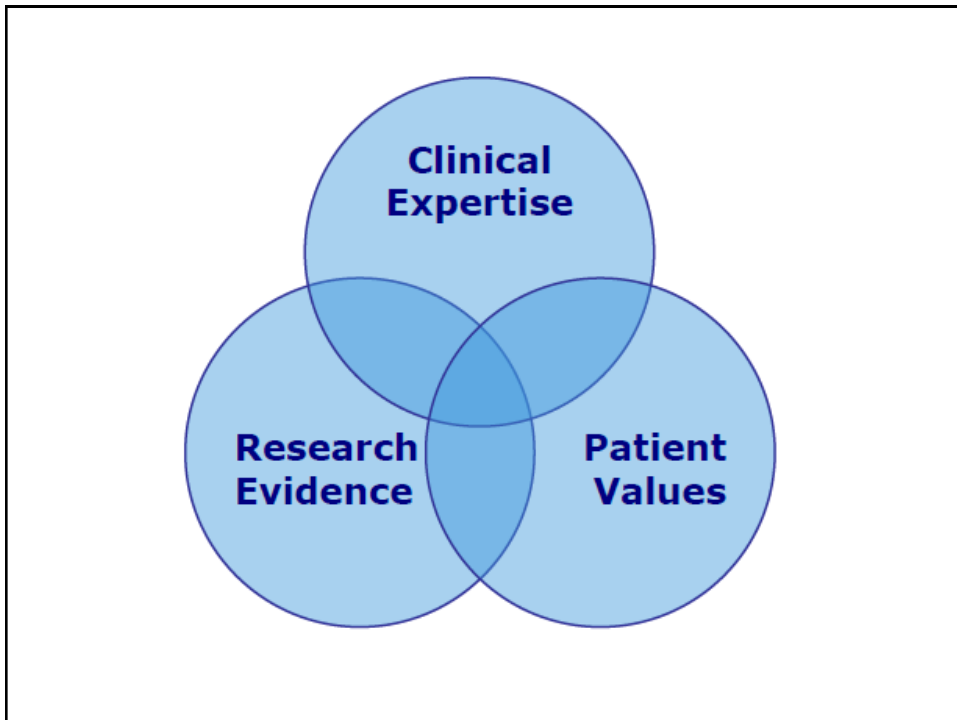 Clinical
Expertise
Research
Evidence
Patient
Values